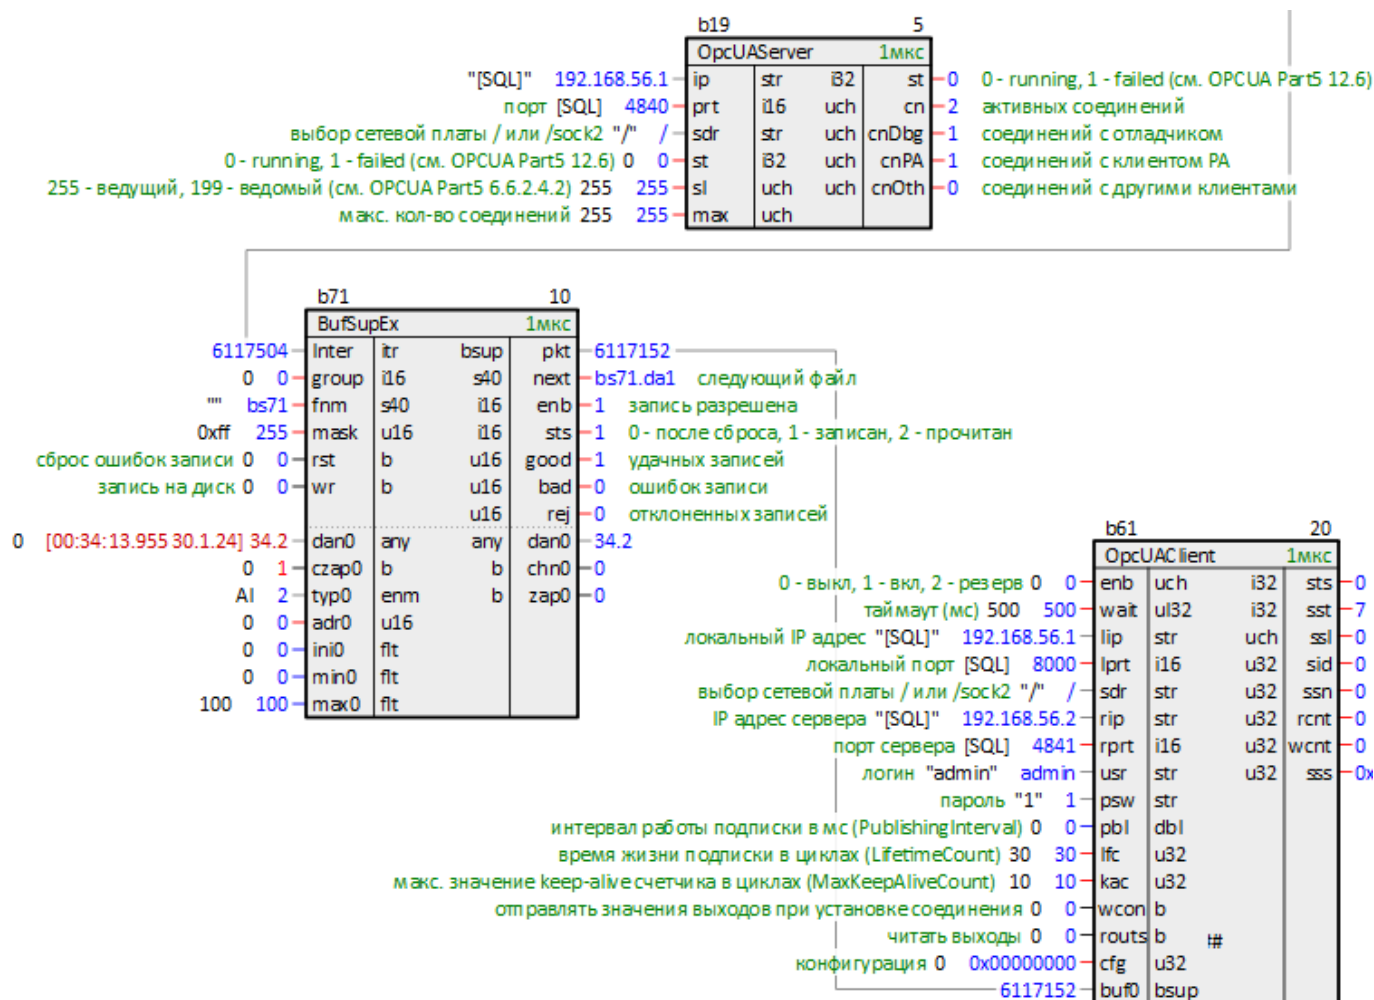 b19 5
OpcUAServer 1мкс
"[SQL]" 192.168.56.1 ip str i32 st 0 0 - running, 1 - failed (см. OPCUA Part5 12.6)
порт [SQL] 4840 prt i16 uch cn 2 активных соединений
выбор сетевой платы / или /sock2 "/" / sdr str uch cnDbg 1 соединений с отладчиком
0 - running, 1 - failed (см. OPCUA Part5 12.6) 0 0 st i32 uch cnPA 1 соединений с клиентом PA
255 - ведущий, 199 - ведомый (см. OPCUA Part5 6.6.2.4.2) 255 255 sl uch uch cnOth 0 соединений с другими клиентами
макс. кол-во соединений 255 255 max uch
b71 10
BufSupEx 1мкс
6117504 Inter itr bsup pkt 6117152
0 0 group i16 s40 next bs71.da1 следующий файл
"" bs71 fnm s40 i16 enb 1 запись разрешена
0xff 255 mask u16 i16 sts 1 0 - после сброса, 1 - записан, 2 - прочитан
сброс ошибок записи 0 0 rst b u16 good 1 удачных записей
запись на диск 0 0 wr b u16 bad 0 ошибок записи
u16 rej 0 отклоненных записей
0 [00:34:13.955 30.1.24] 34.2 dan0 any any dan0 34.2
0 1 czap0 b b chn0 0
AI 2 typ0 enm b zap0 0
0 0 adr0 u16
0 0 ini0 flt
0 0 min0 flt
100 100 max0 flt
b61 20
OpcUAClient 1мкс
0 - выкл, 1 - вкл, 2 - резерв 0 0 enb uch i32 sts 0
таймаут (мс) 500 500 wait ul32 i32 sst 7
локальный IP адрес "[SQL]" 192.168.56.1 lip str uch ssl 0
локальный порт [SQL] 8000 lprt i16 u32 sid 0
выбор сетевой платы / или /sock2 "/" / sdr str u32 ssn 0
IP адрес сервера "[SQL]" 192.168.56.2 rip str u32 rcnt 0
порт сервера [SQL] 4841 rprt i16 u32 wcnt 0
логин "admin" admin usr str u32 sss 0x
пароль "1" 1 psw str
интервал работы подписки в мс (PublishingInterval) 0 0 pbl dbl
время жизни подписки в циклах (LifetimeCount) 30 30 lfc u32
макс. значение keep-alive счетчика в циклах (MaxKeepAliveCount) 10 10 kac u32
отправлять значения выходов при установке соединения 0 0 wcon b
читать выходы 0 0 routs b
конфигурация 0 0x00000000 cfg u32
6117152 buf0 bsup